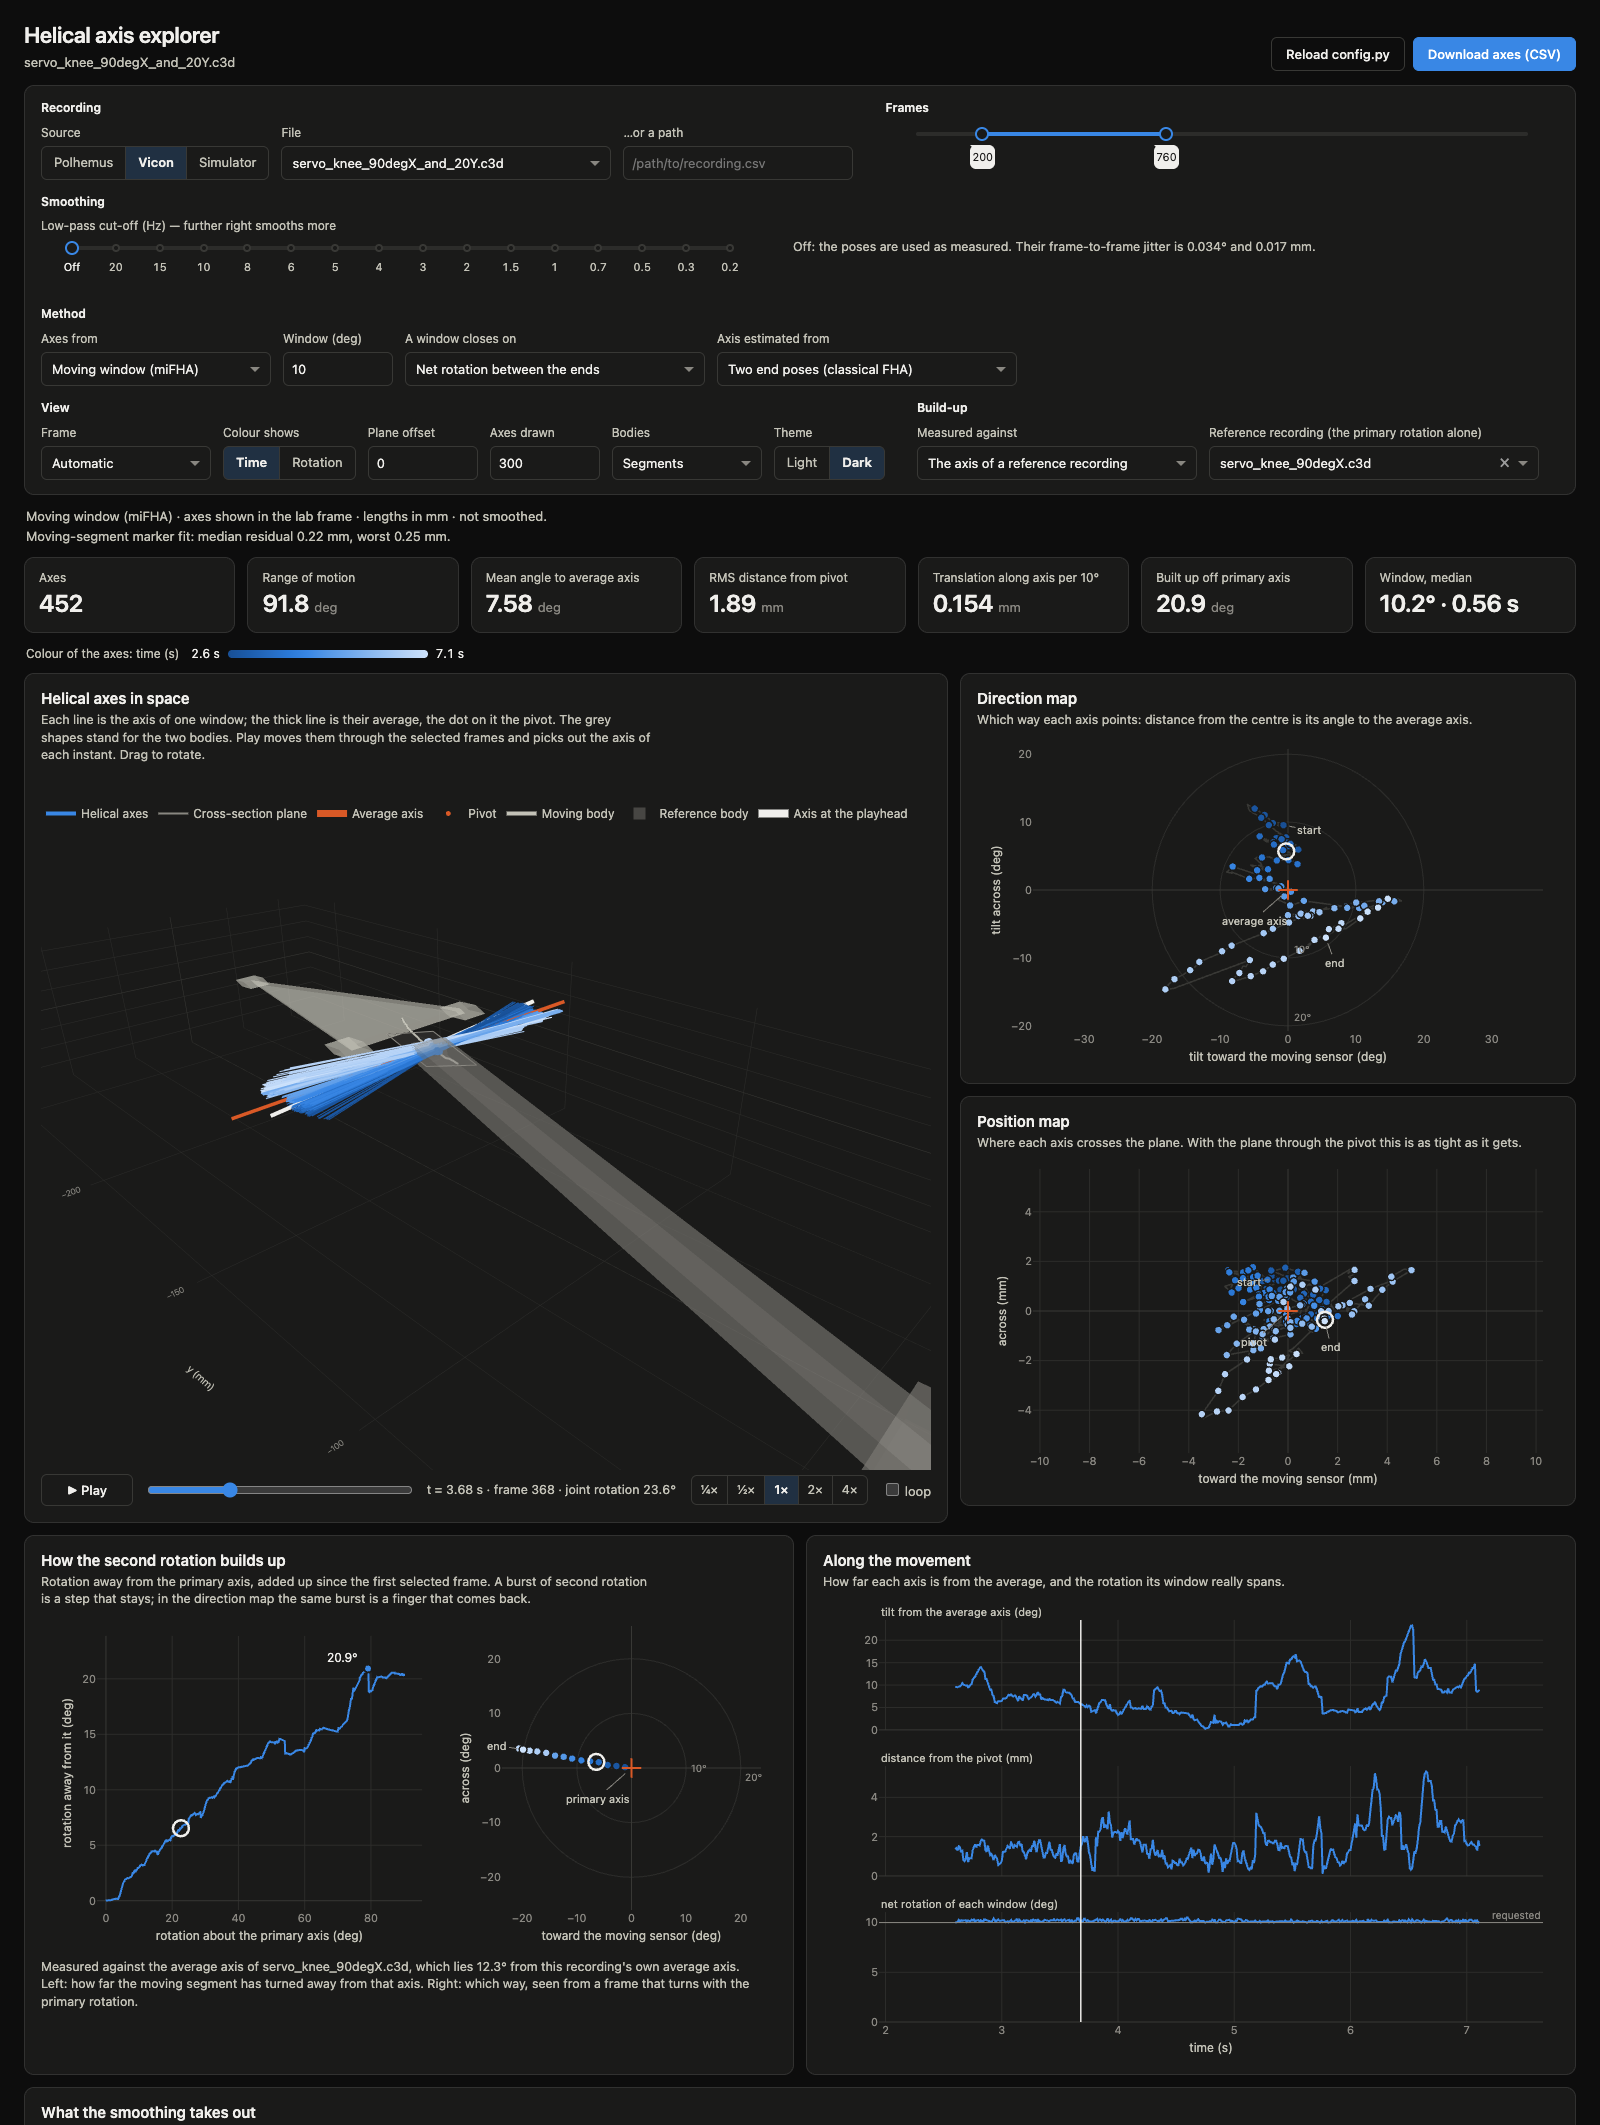 Helical axis explorer
servo_knee_90degX_and_20Y.c3d
Reload config.py
Download axes (CSV)
Recording
Frames
Source
File
...or a path
Polhemus
Vicon
Simulator
servo_knee_90degX_and_20Y.c3d
/path/to/recording.csv
200
760
Smoothing
Low-pass cut-off (Hz) — further right smooths more
Off: the poses are used as measured. Their frame-to-frame jitter is 0.034° and 0.017 mm.
Off 20 15 10 8 6 5 4 3 2 1.5 1 0.7 0.5 0.3 0.2
Method
Axes from
Window (deg)
A window closes on
Axis estimated from
Moving window (miFHA)
10
Net rotation between the ends
Two end poses (classical FHA)
View
Build-up
Frame
Colour shows
Plane offset
Axes drawn
Bodies
Theme
Measured against
Reference recording (the primary rotation alone)
Automatic
Time
Rotation
0
300
Segments
Light
Dark
The axis of a reference recording
servo_knee_90degX.c3d
Moving window (miFHA) · axes shown in the lab frame · lengths in mm · not smoothed.
Moving-segment marker fit: median residual 0.22 mm, worst 0.25 mm.
Axes
452
Range of motion
91.8 deg
Mean angle to average axis
7.58 deg
RMS distance from pivot
1.89 mm
Translation along axis per 10°
0.154 mm
Built up off primary axis
20.9 deg
Window, median
10.2° · 0.56 s
Colour of the axes: time (s) 2.6 s 7.1 s
Helical axes in space
Each line is the axis of one window; the thick line is their average, the dot on it the pivot. The grey
shapes stand for the two bodies. Play moves them through the selected frames and picks out the axis of
each instant. Drag to rotate.
Helical axes
Cross-section plane
Average axis
Pivot
Moving body
Reference body
Axis at the playhead
−200
−150
y (mm)
−100
Play
t = 3.68 s · frame 368 · joint rotation 23.6°
¼× ½× 1× 2× 4×
loop
Direction map
Which way each axis points: distance from the centre is its angle to the average axis.
20
10
0
−10
−20
tilt across (deg)
start
average axis
10°
end
20°
−30 −20 −10 0 10 20 30
tilt toward the moving sensor (deg)
Position map
Where each axis crosses the plane. With the plane through the pivot this is as tight as it gets.
4
2
0
−2
−4
across (mm)
start
pivot
end
−10 −8 −6 −4 −2 0 2 4 6 8 10
toward the moving sensor (mm)
How the second rotation builds up
Rotation away from the primary axis, added up since the first selected frame. A burst of second rotation
is a step that stays; in the direction map the same burst is a finger that comes back.
20.9°
20
15
10
5
0
rotation away from it (deg)
0 20 40 60 80
rotation about the primary axis (deg)
20
10
0
−10
−20
across (deg)
end
10°
20°
primary axis
−20 −10 0 10 20
toward the moving sensor (deg)
Measured against the average axis of servo_knee_90degX.c3d, which lies 12.3° from this recording's own average axis.
Left: how far the moving segment has turned away from that axis. Right: which way, seen from a frame that turns with the
primary rotation.
Along the movement
How far each axis is from the average, and the rotation its window really spans.
tilt from the average axis (deg)
20
15
10
5
0
distance from the pivot (mm)
4
2
0
net rotation of each window (deg)
requested
10
5
0
2 3 4 5 6 7
time (s)
What the smoothing takes out